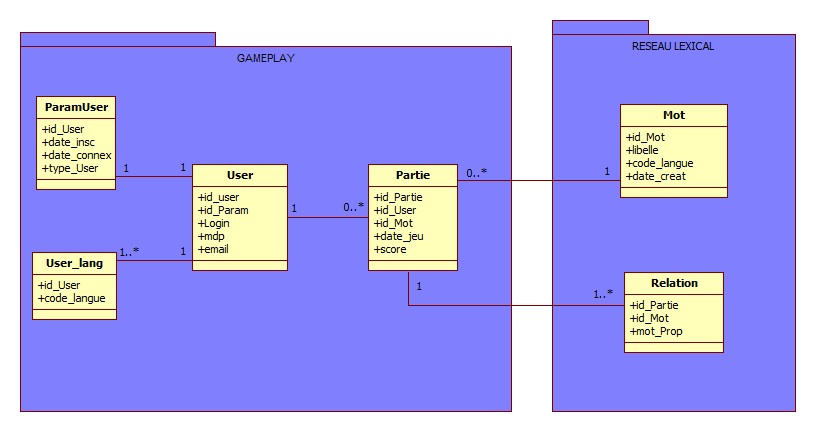 GAMEPLAY
ParamUser
+id_User
+date_insc
+date_connex
+type_User
1
1
User
+id_user
+id_Param
+Login
+mdp
+email
1..*
1
User_lang
+id_User
+code_langue
1
0..*
Partie
+id_Partie
+id_User
+id_Mot
+date_jeu
+score
0..*
1
1
1..*
RESEAU LEXICAL
Mot
+id_Mot
+libelle
+code_langue
+date_creat
Relation
+id_Partie
+id_Mot
+mot_Prop